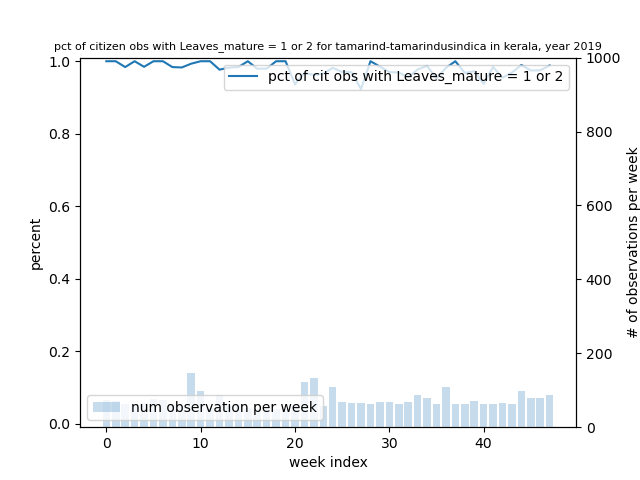 pct of citizen obs with Leaves_mature = 1 or 2 for tamarind-tamarindusindica in kerala, year 2019
pct of cit obs with Leaves_mature = 1 or 2
1.0
0.8
0.6
0.4
0.2
0.0
percent
1000
800
600
400
200
0
# of observations per week
num observation per week
0
10
20
30
40
week index